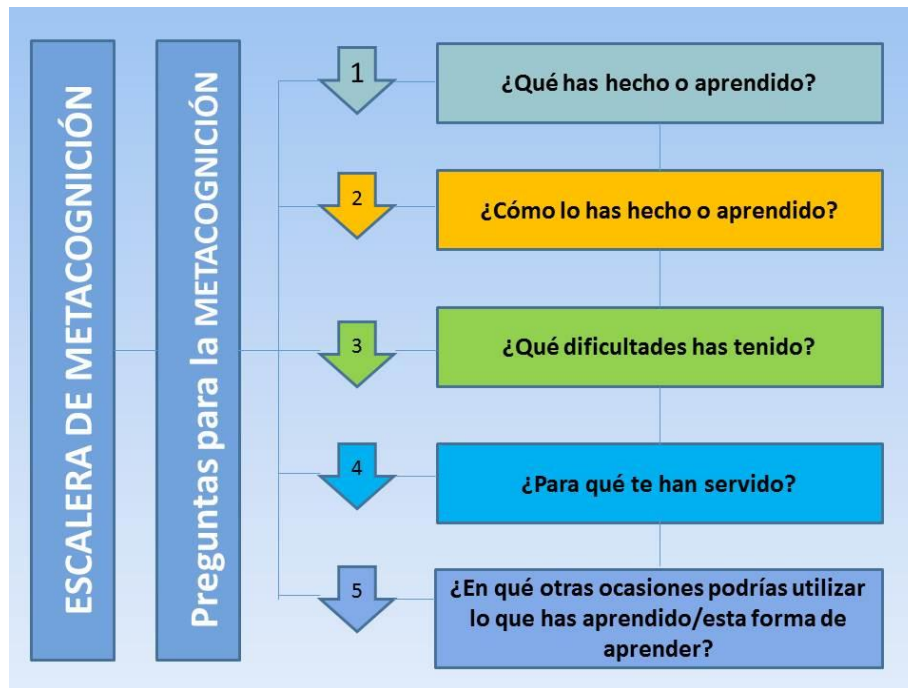 ESCALERA DE METACOGNICIÓN
Preguntas para la METACOGNICIÓN
1
¿Qué has hecho o aprendido?
2
¿Cómo lo has hecho o aprendido?
3
¿Qué dificultades has tenido?
4
¿Para qué te han servido?
5
¿En qué otras ocasiones podrías utilizar
lo que has aprendido/esta forma de
aprender?